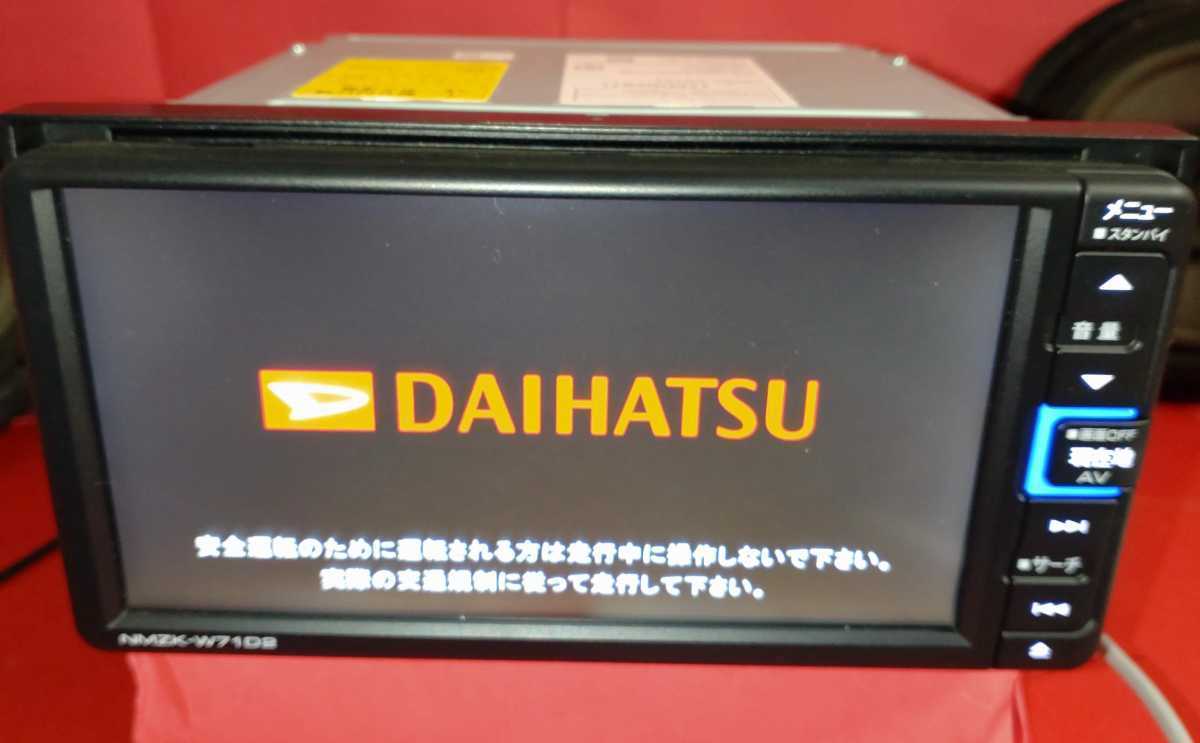 メニュー
■スタンバイ
音量
DAIHATSU
■画面OFF
現在地
AV
安全運転のために運転される方は走行中に操作しないで下さい。
実際の交通規制に従って走行して下さい。
■サーチ
NMZK-W71D2